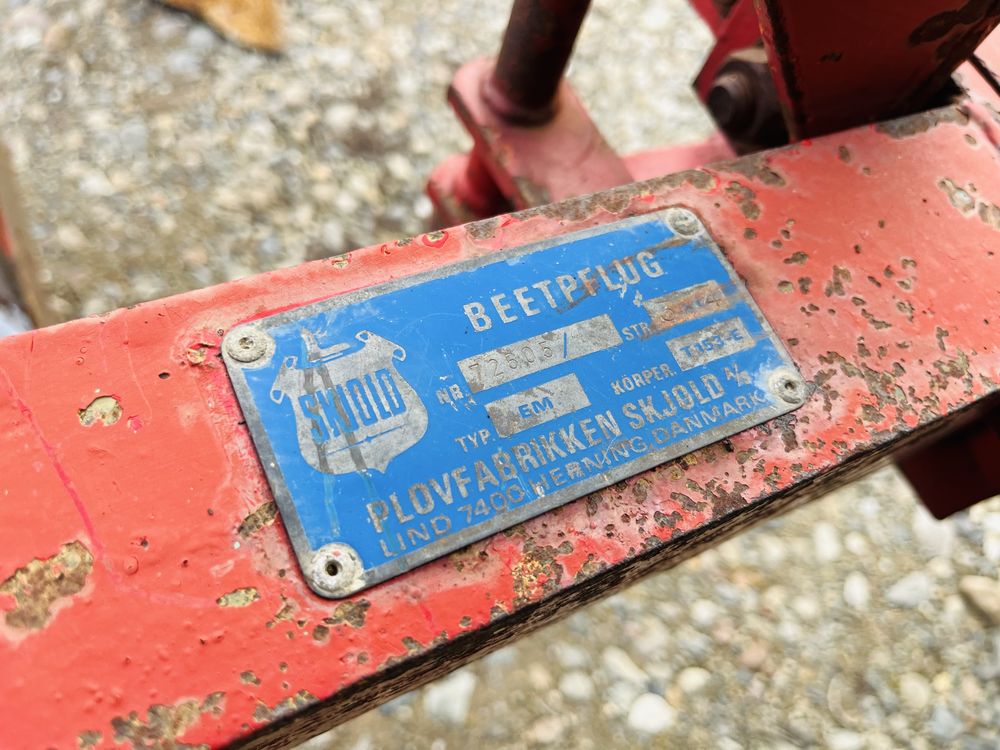 SKJOLD
BEETPFLUG
NR. 72805/ STR.
TYP. EM KÖRPER
PLOVFABRIKKEN SKJOLD A/S
LIND 7400 HERNING DANMARK